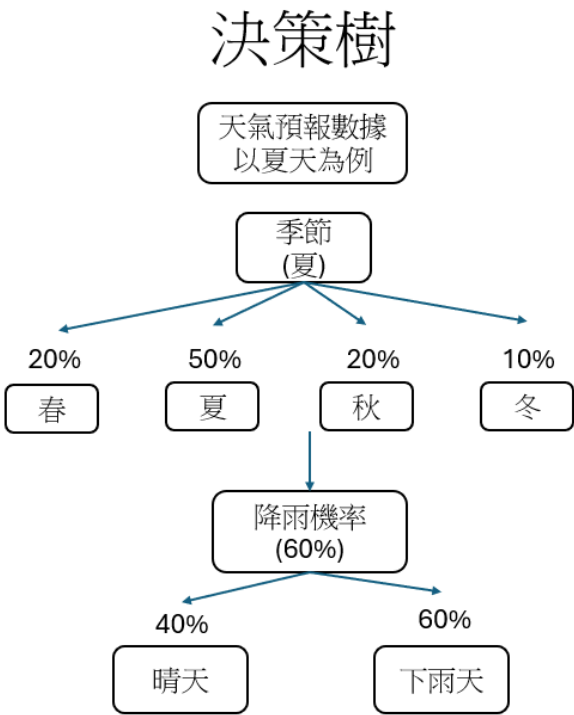 決策樹
天氣預報數據
以夏天為例
季節
(夏)
20% 50% 20% 10%
春 夏 秋 冬
降雨機率
(60%)
40% 60%
晴天 下雨天